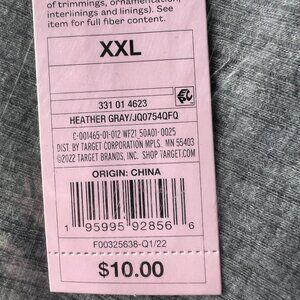 of trimmings, ornamentation,
interlinings and linings). See
item for full fiber content.
XXL
331 01 4623
HEATHER GRAY/JQ0754QFQ
C-001465-01-012 WF21_50A01-0025
DIST. BY TARGET CORPORATION MPLS, MN 55403
©2022 TARGET BRANDS, INC. SHOP TARGET.COM
ORIGIN: CHINA
1 95995 92856 6
F00325638-Q1/22
$10.00